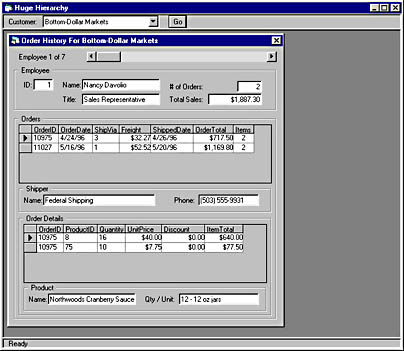 Huge Hierarchy
Customer: Bottom-Dollar Markets Go
Order History For Bottom-Dollar Markets
Employee 1 of 7
Employee
ID: 1 Name: Nancy Davolio # of Orders: 2
Title: Sales Representative Total Sales: $1,887.30
Orders
OrderID OrderDate ShipVia Freight ShippedDate OrderTotal Items
10975 4/24/96 3 $32.27 4/26/96 $717.50 2
11027 5/16/96 1 $52.52 5/20/96 $1,169.80 2
Shipper
Name: Federal Shipping Phone: (503) 555-9931
Order Details
OrderID ProductID Quantity UnitPrice Discount ItemTotal
10975 8 16 $40.00 $0.00 $640.00
10975 75 10 $7.75 $0.00 $77.50
Product
Name: Northwoods Cranberry Sauce Qty / Unit: 12 - 12 oz jars
Ready